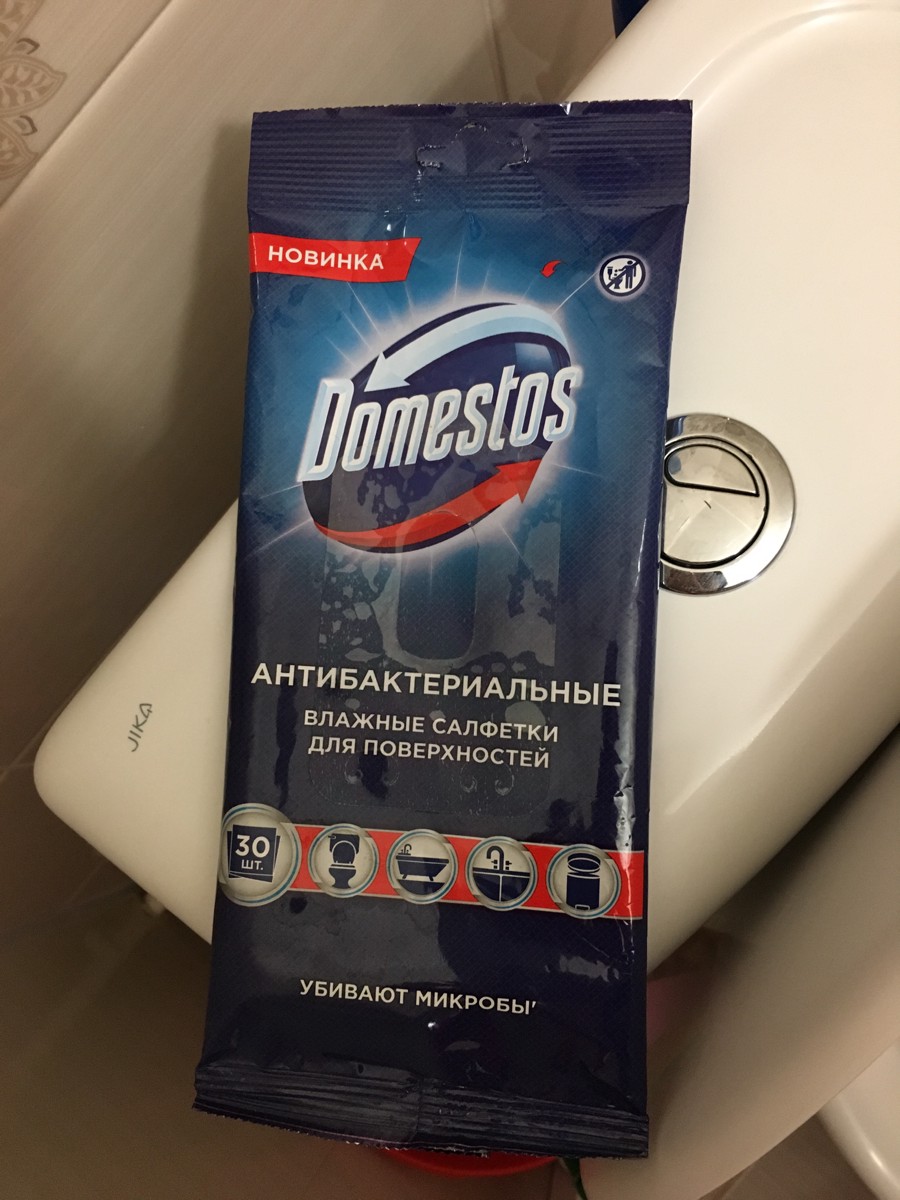 НОВИНКА
Domestos
АНТИБАКТЕРИАЛЬНЫЕ
ВЛАЖНЫЕ САЛФЕТКИ
ДЛЯ ПОВЕРХНОСТЕЙ
JIKA
30
ШТ.
УБИВАЮТ МИКРОБЫ'